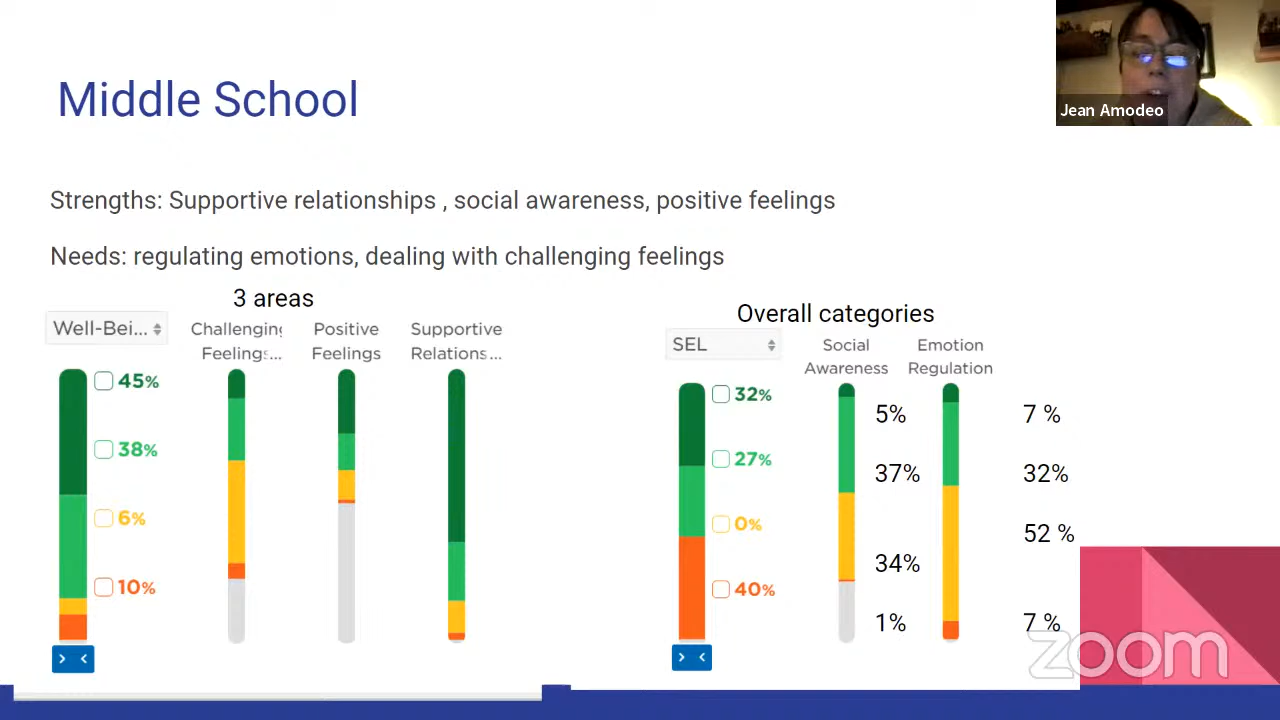 Jean Amodeo
Middle School
Strengths: Supportive relationships , social awareness, positive feelings
Needs: regulating emotions, dealing with challenging feelings
3 areas
Well-Bei...
Challenging
Feelings...
Positive
Feelings
Supportive
Relations...
45%
38%
6%
10%
Overall categories
SEL
Social
Awareness
Emotion
Regulation
32%
27%
0%
40%
5%
37%
34%
1%
7 %
32%
52 %
7 %
zoom